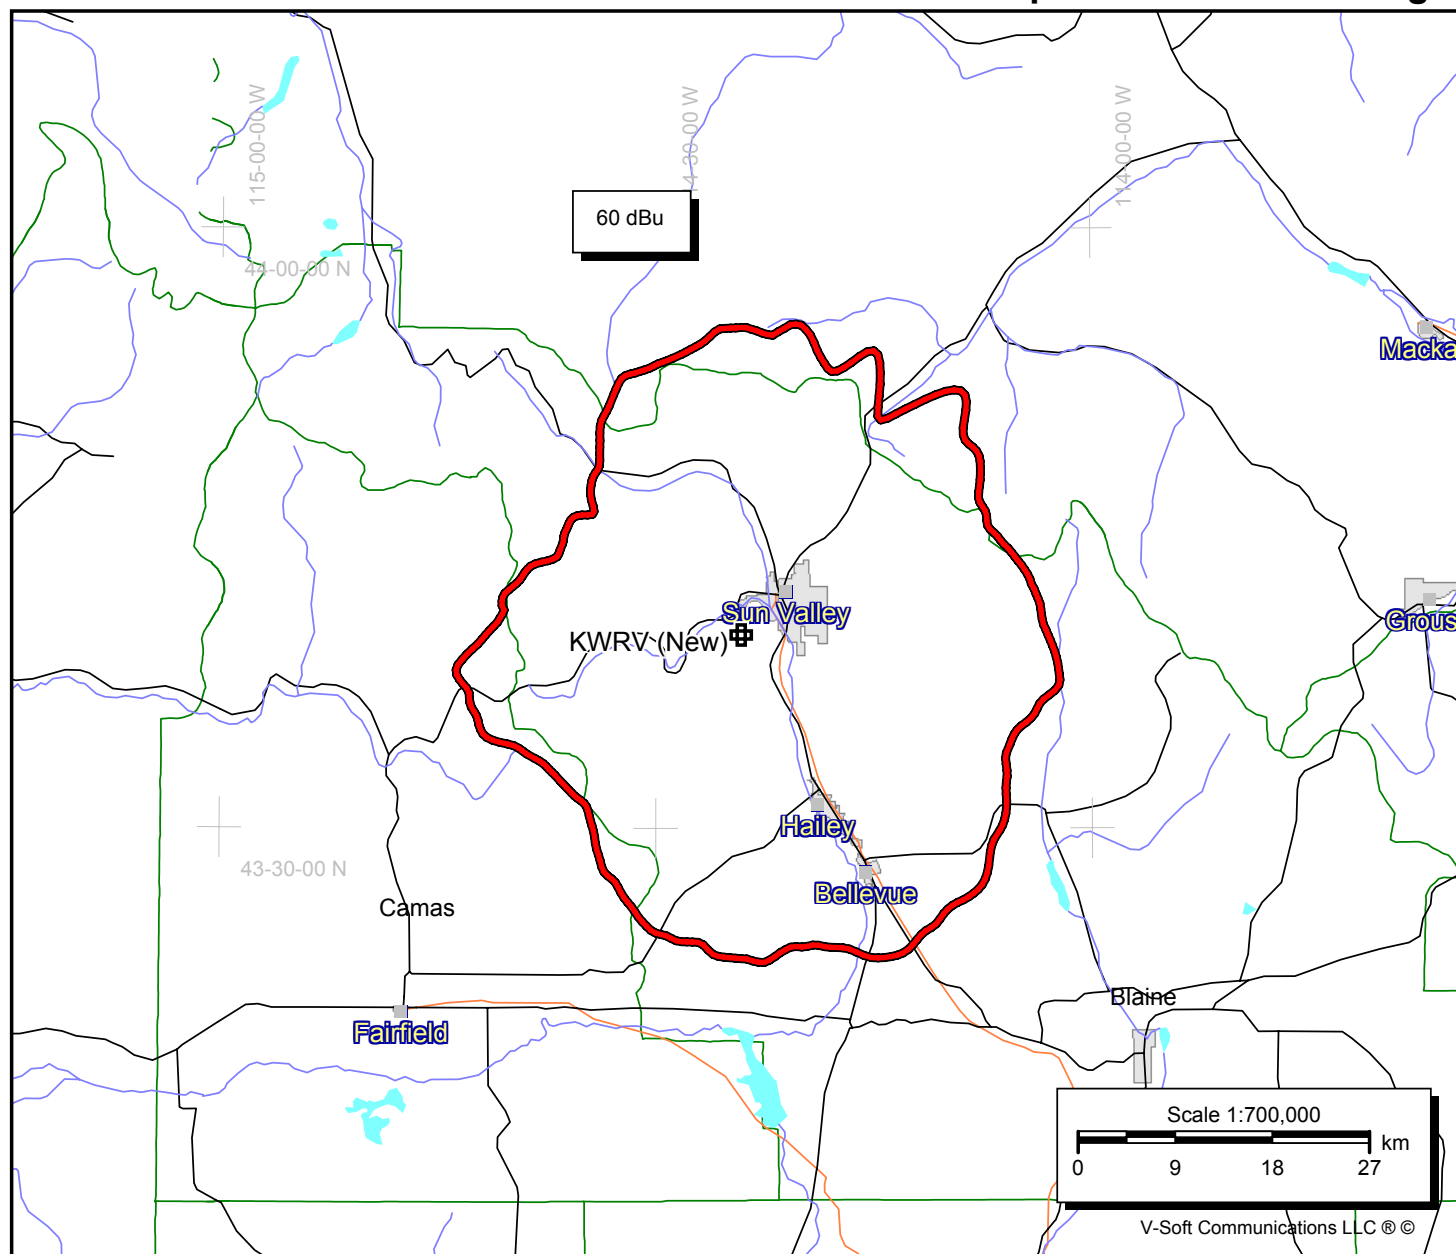 115-00-00 W
14-30-00 W
114-00-00 W
60 dBu
44-00-00 N
Macka
Sun Valley
KWRV (New)
Grous
Hailey
43-30-00 N
Bellevue
Camas
Blaine
Fairfield
Scale 1:700,000
km
0 9 18 27
V-Soft Communications LLC ® ©